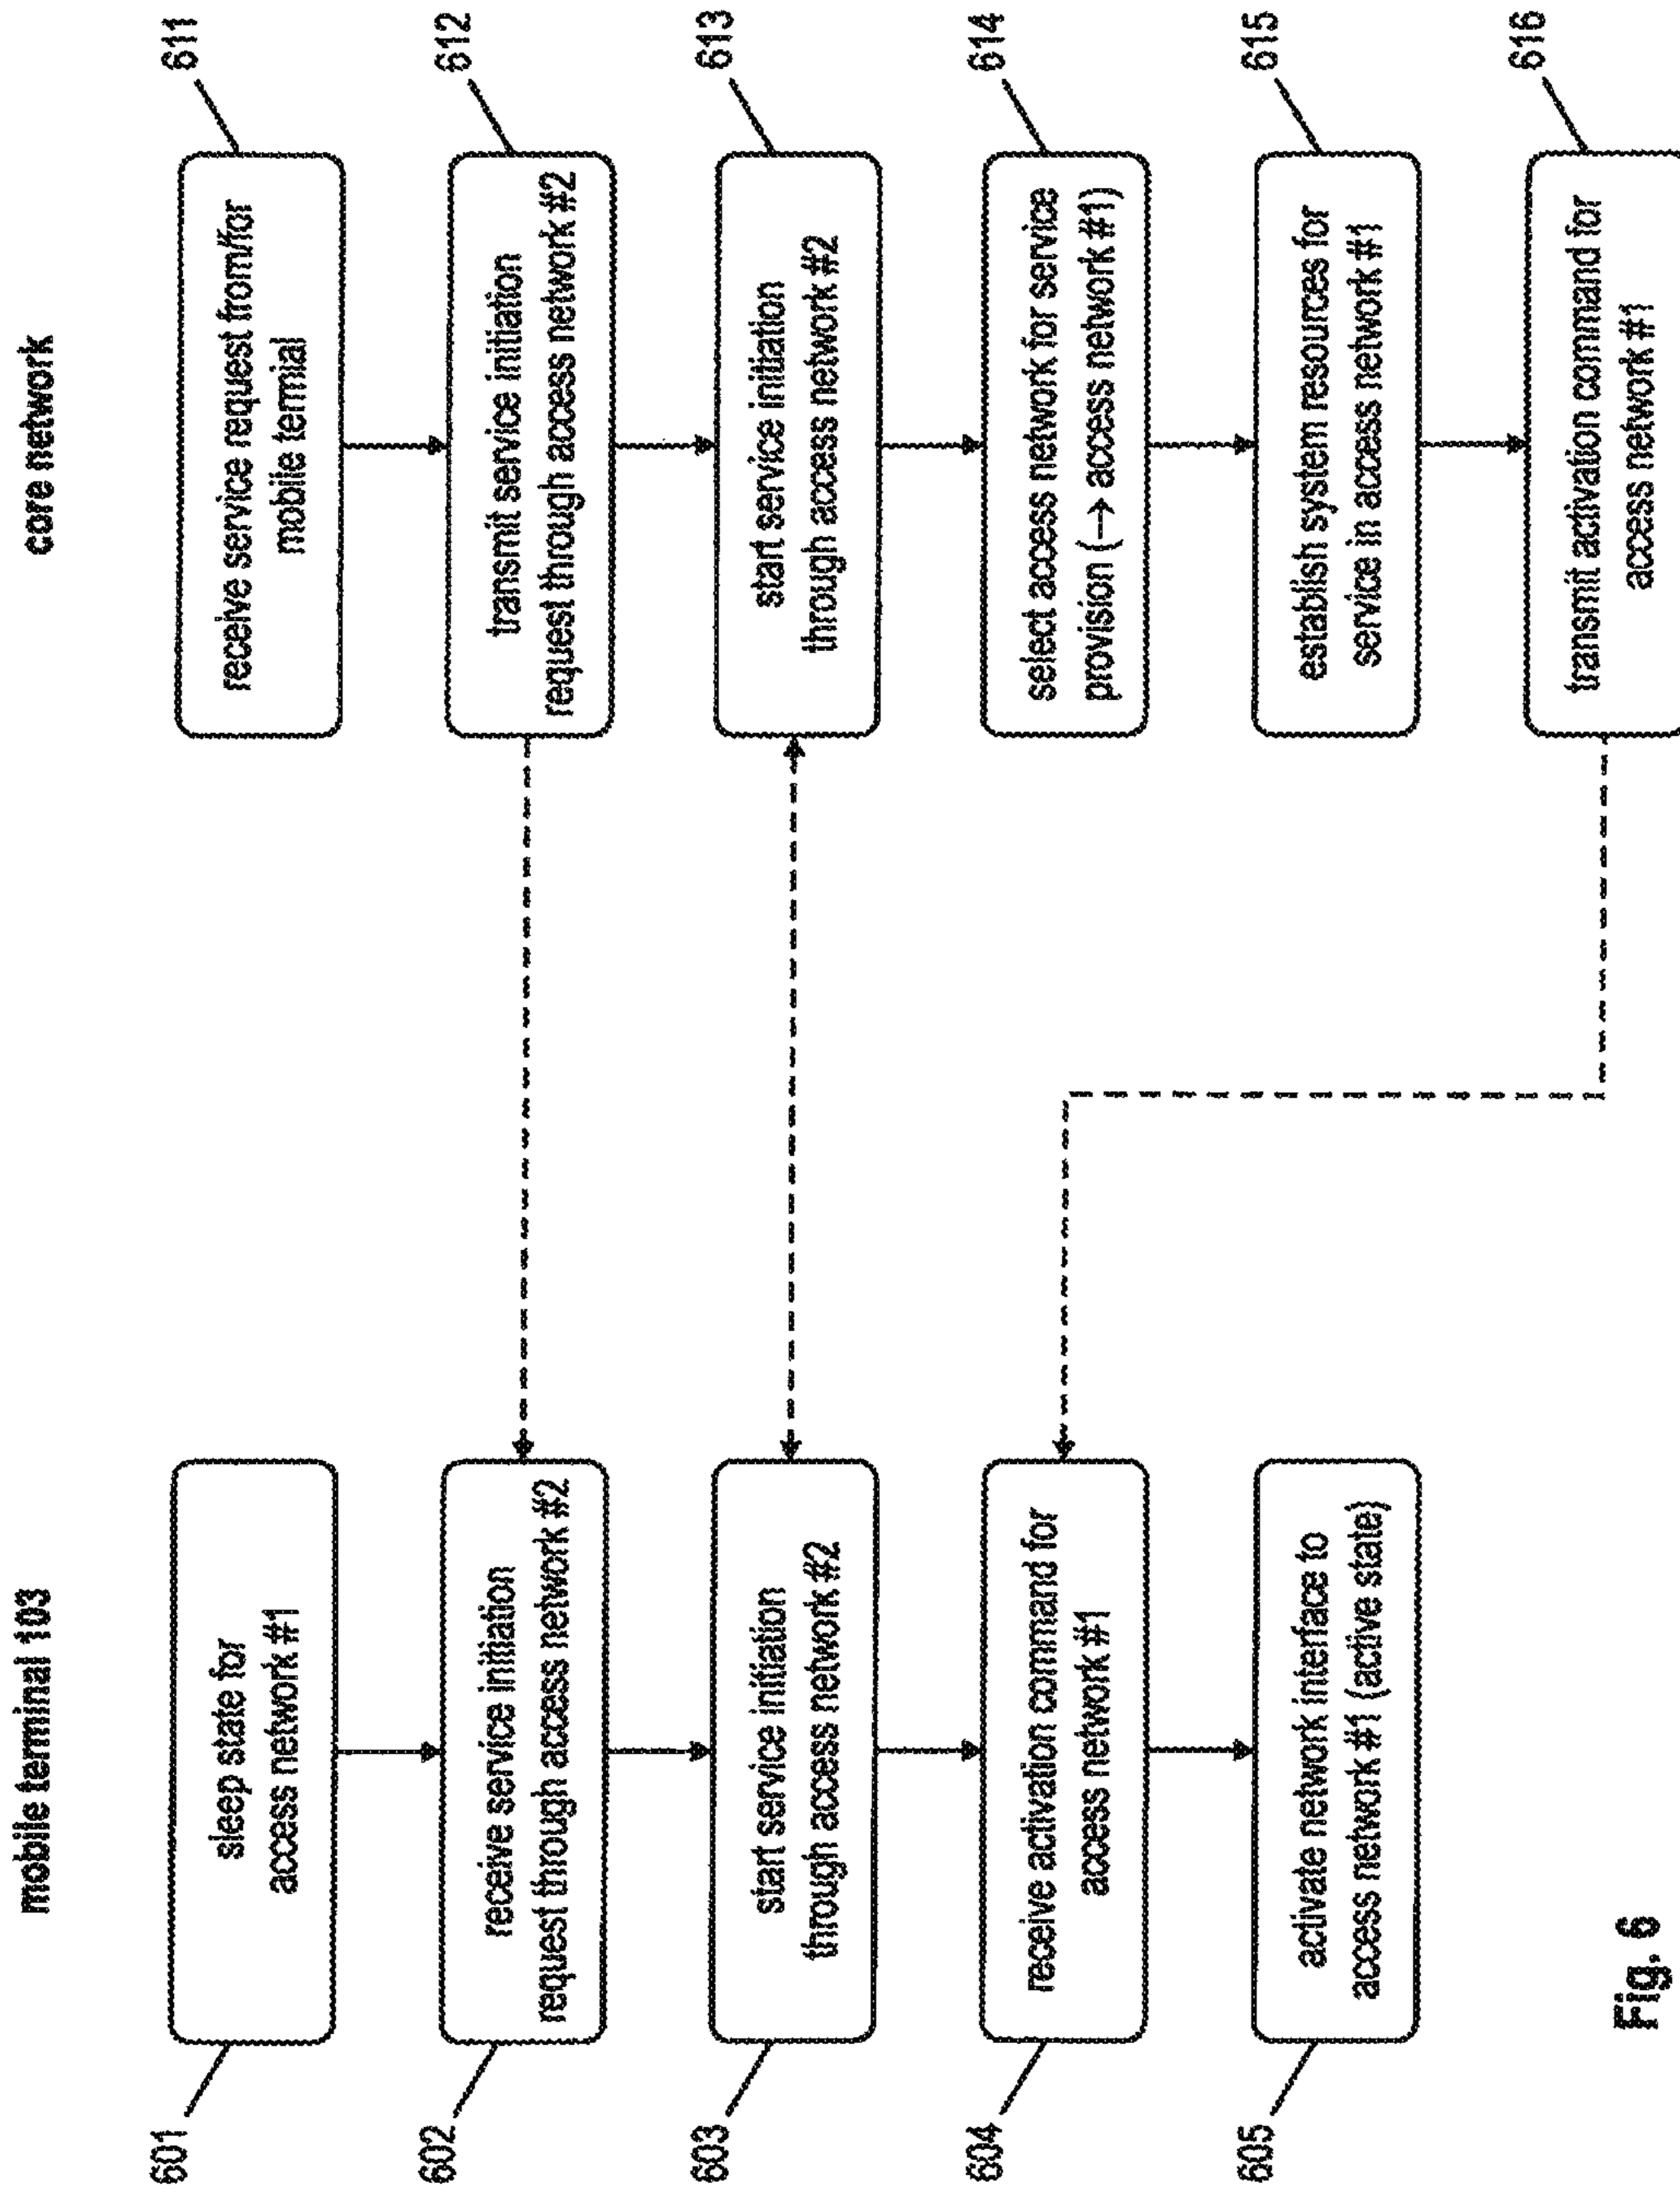 mobile terminal 103
core network
601
sleep state for
access network #1
602
receive service initiation
request through access network #2
603
start service initiation
through access network #2
604
receive activation command for
access network #1
605
activate network interface to
access network #1 (active state)
611
receive service request from/for
mobile termial
612
transmit service initiation
request through access network #2
613
start service initiation
through access network #2
614
select access network for service
provision (→ access network #1)
615
establish system resources for
service in access network #1
616
transmit activation command for
access network #1
Fig. 6